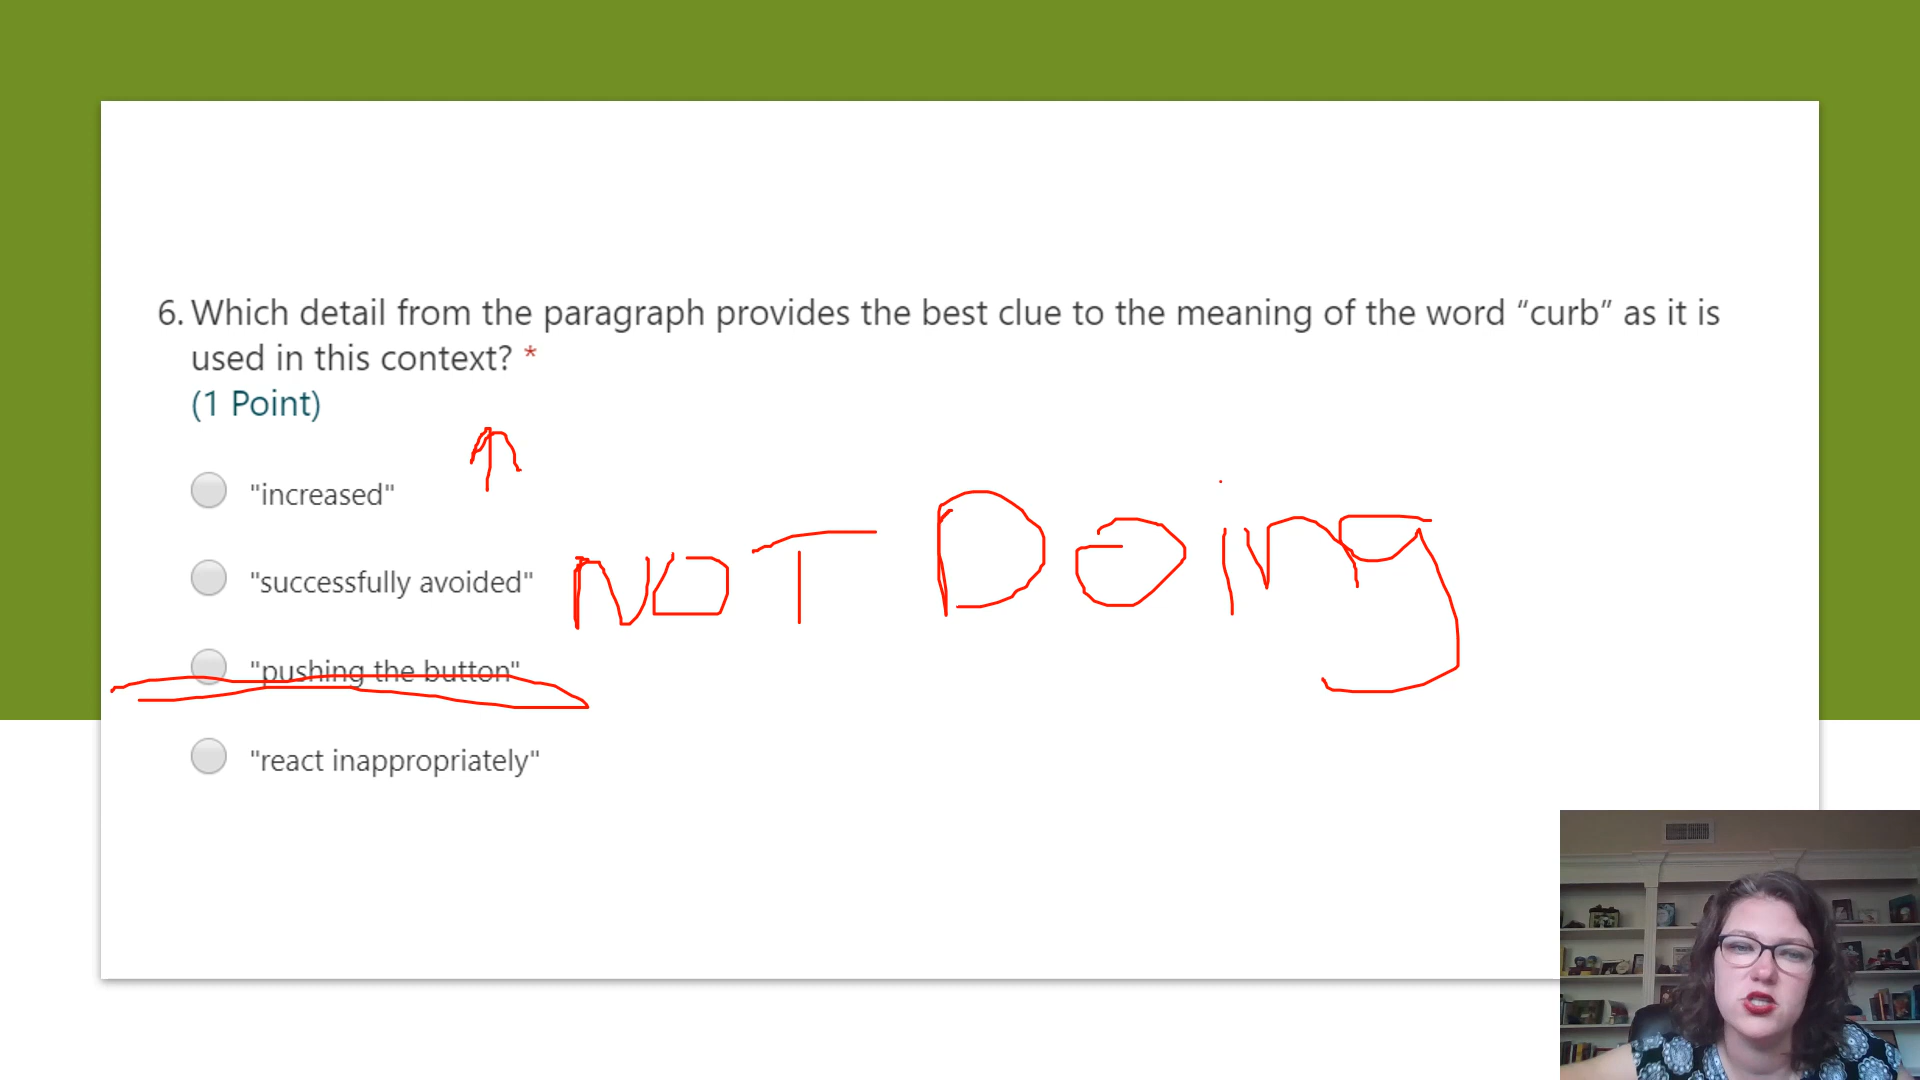 6. Which detail from the paragraph provides the best clue to the meaning of the word “curb” as it is
used in this context? *
(1 Point)
"increased"
"successfully avoided"
NOT DOing
"pushing the button"
"react inappropriately"